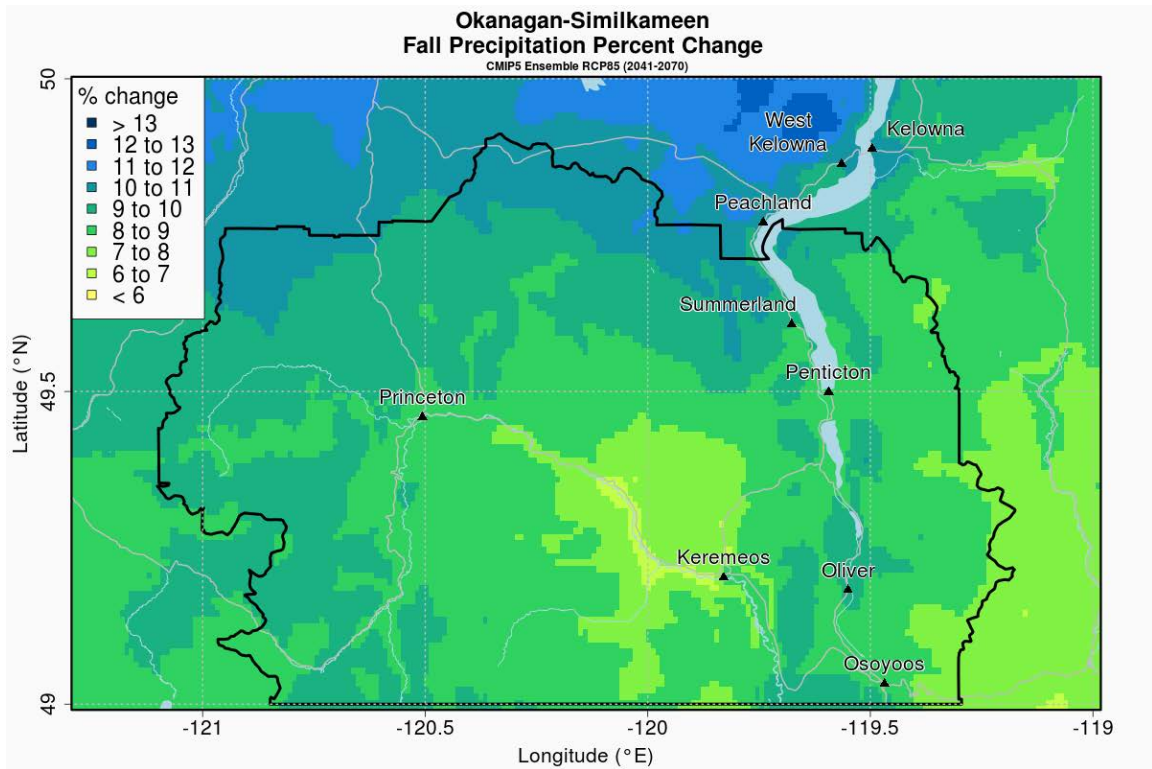 Okanagan-Similkameen
Fall Precipitation Percent Change
CMIP5 Ensemble RCP85 (2041-2070)
% change
> 13
12 to 13
11 to 12
10 to 11
9 to 10
8 to 9
7 to 8
6 to 7
< 6
West
Kelowna
Kelowna
Peachland
Summerland
Penticton
Princeton
Keremeos
Oliver
Osoyoos
50
49.5
49
Latitude (°N)
-121
-120.5
-120
-119.5
-119
Longitude (°E)